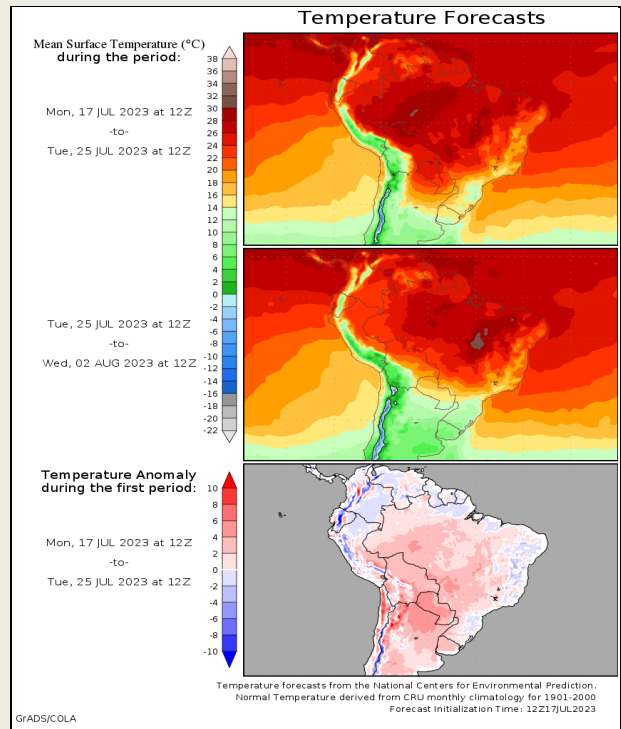 Temperature Forecasts
Mean Surface Temperature (°C)
during the period:
Mon, 17 JUL 2023 at 12Z
-to-
Tue, 25 JUL 2023 at 12Z
Tue, 25 JUL 2023 at 12Z
-to-
Wed, 02 AUG 2023 at 12Z
38
36
34
32
30
28
26
24
22
20
18
16
14
12
10
8
6
4
2
0
-2
-4
-6
-8
-10
-12
-14
-16
-18
-20
-22
Temperature Anomaly
during the first period:
Mon, 17 JUL 2023 at 12Z
-to-
Tue, 25 JUL 2023 at 12Z
10
8
6
4
2
0
-2
-4
-6
-8
-10
Temperature forecasts from the National Centers for Environmental Prediction.
Normal Temperature derived from CRU monthly climatology for 1901-2000
Forecast Initialization Time: 12Z17JUL2023
GrADS/COLA